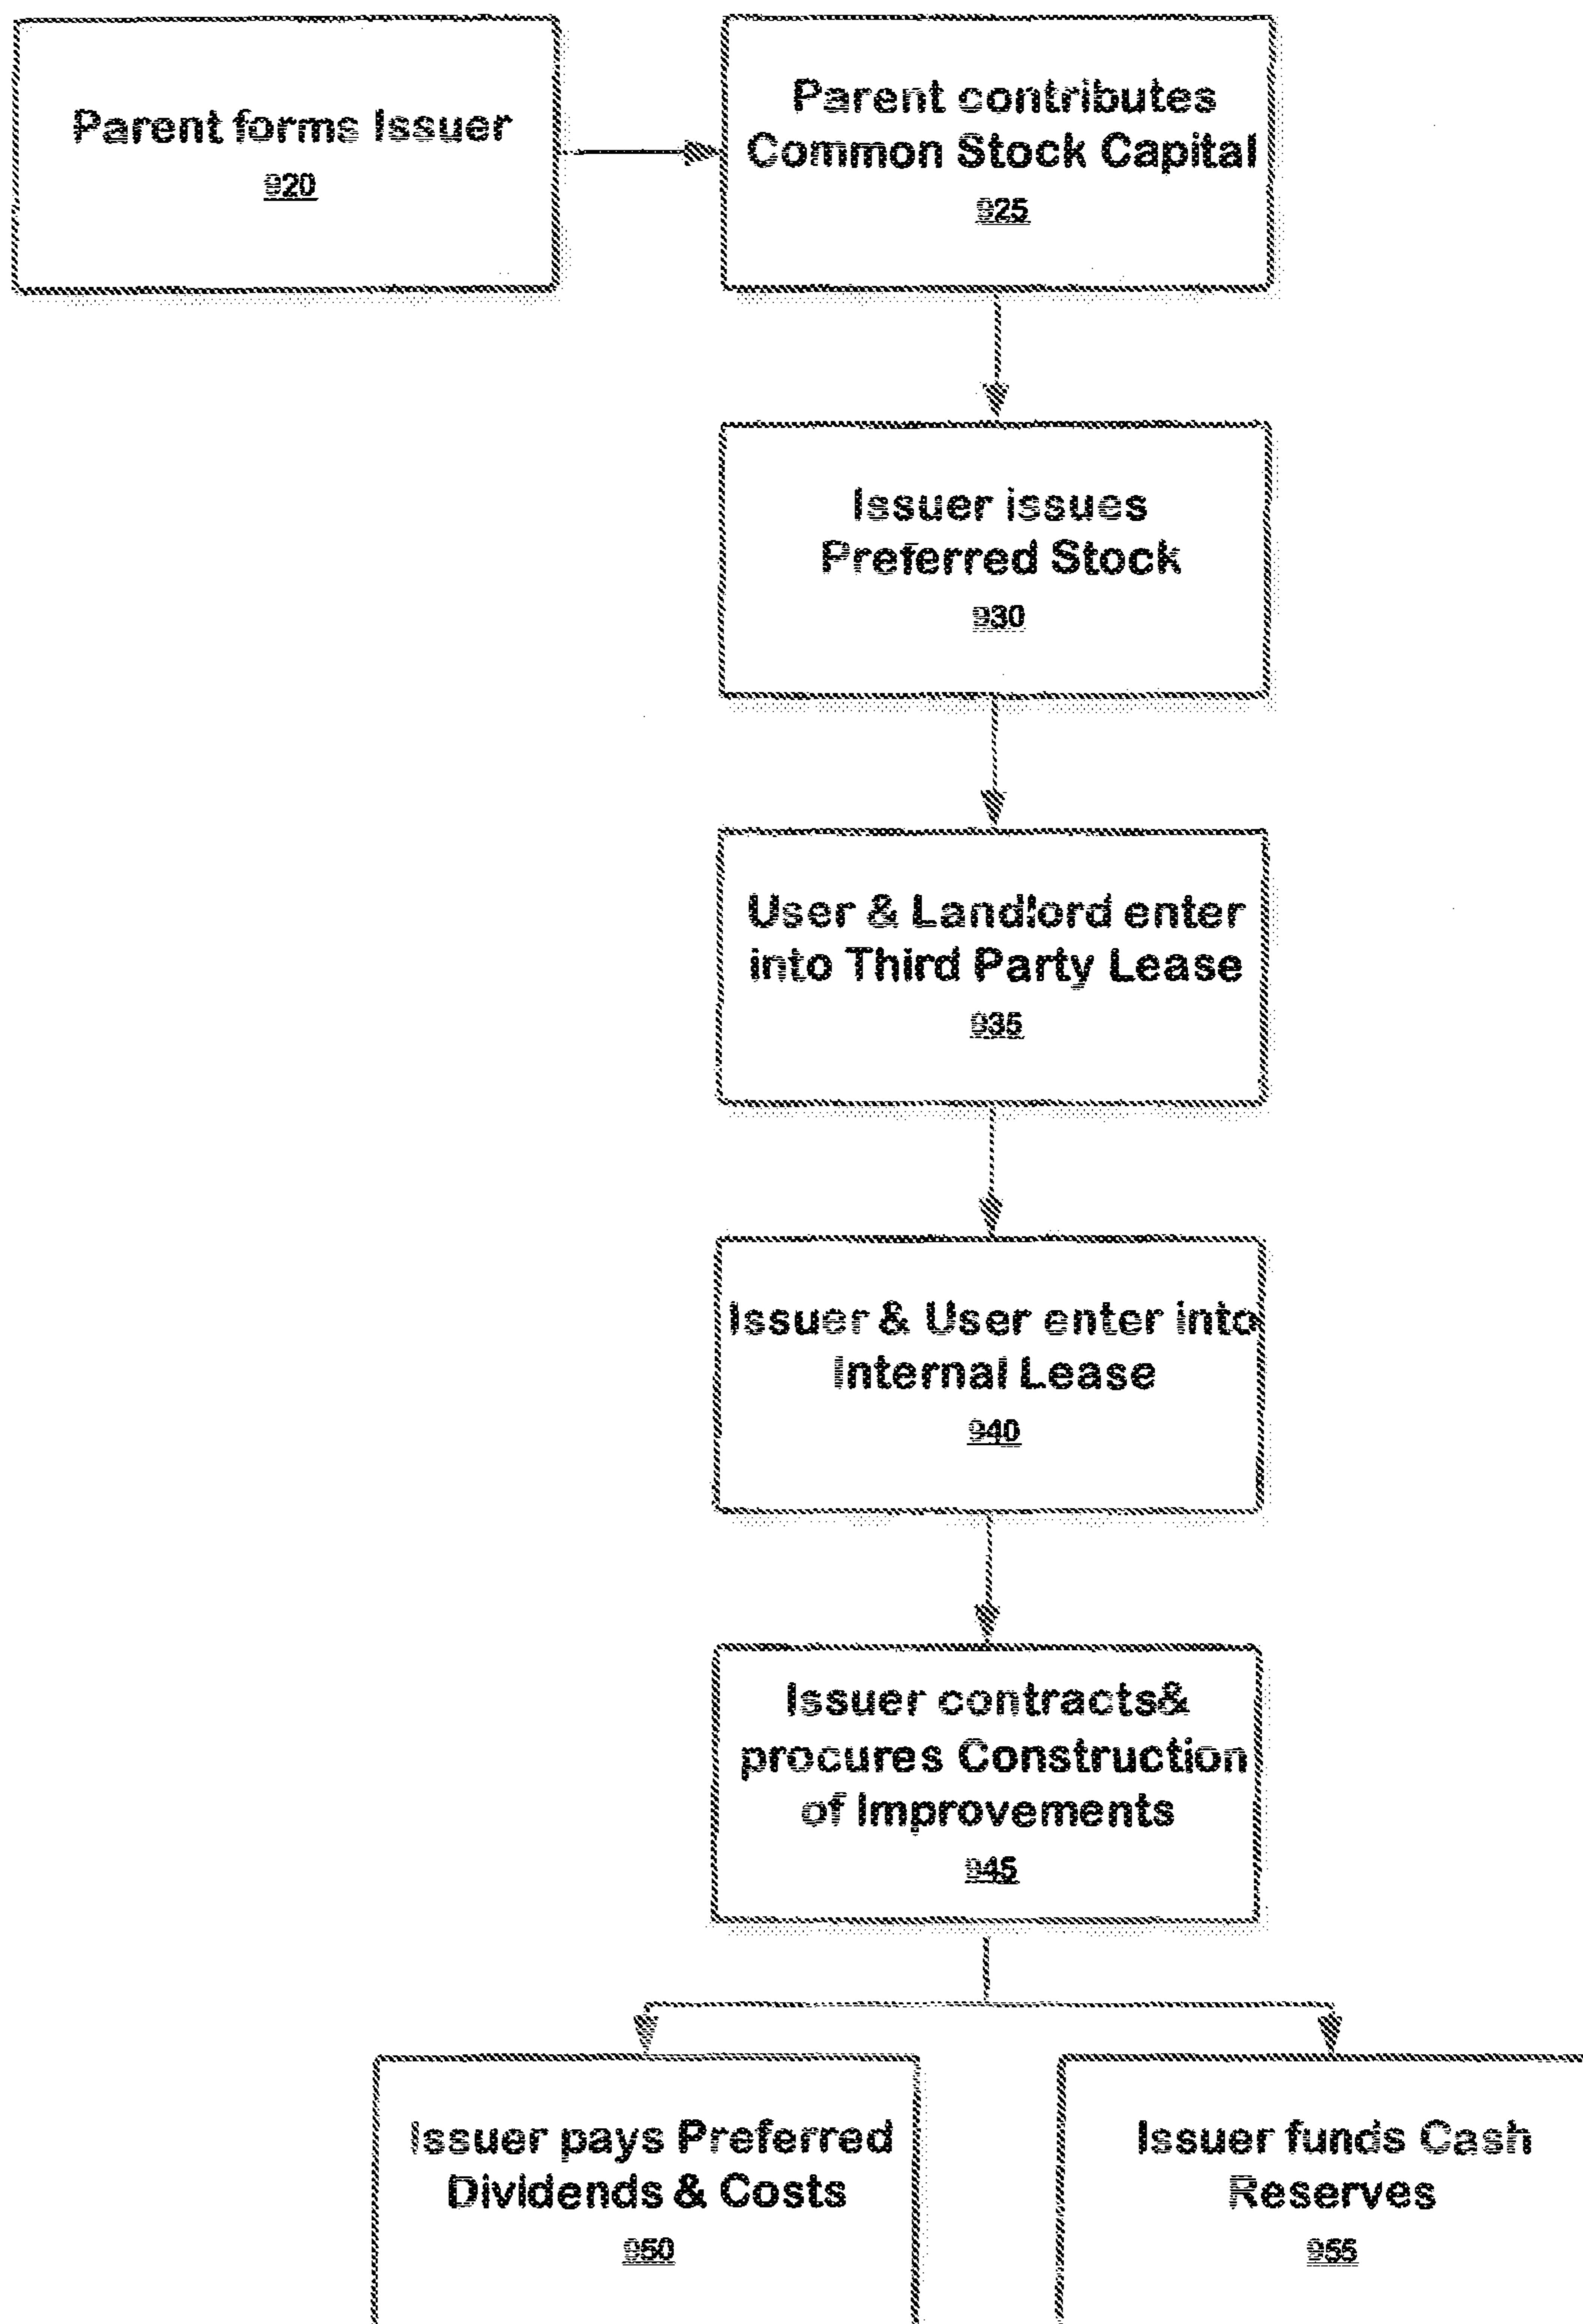 Parent forms Issuer
920
Parent contributes
Common Stock Capital
925
Issuer issues
Preferred Stock
930
User & Landlord enter
into Third Party Lease
935
Issuer & User enter into
Internal Lease
940
Issuer contracts&
procures Construction
of Improvements
945
Issuer pays Preferred
Dividends & Costs
950
Issuer funds Cash
Reserves
955